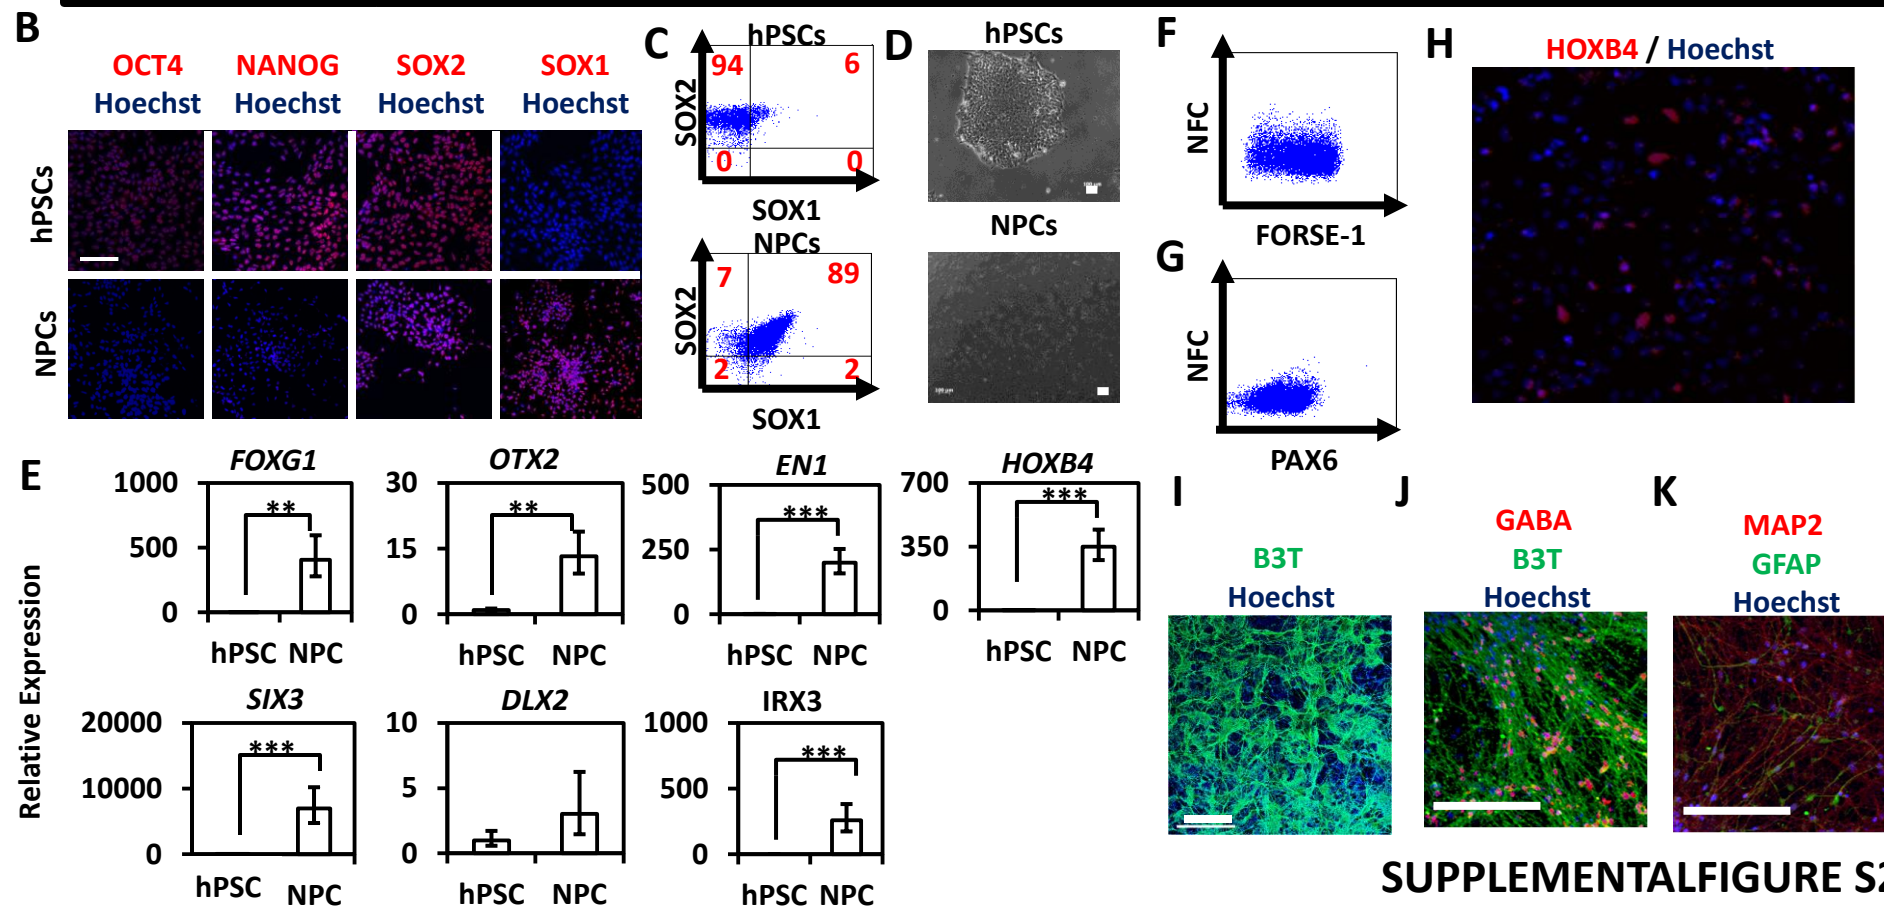 B
OCT4
Hoechst
NANOG
Hoechst
SOX2
Hoechst
SOX1
Hoechst
hPSCs
NPCs
C
hPSCs
94
6
0
0
SOX2
SOX1
NPCs
7
89
2
2
SOX2
SOX1
D
hPSCs
NPCs
E
Relative Expression
FOXG1
1000
500
0
**
hPSC NPC
OTX2
30
15
0
**
hPSC NPC
EN1
500
250
0
***
hPSC NPC
HOXB4
700
350
0
***
hPSC NPC
SIX3
20000
10000
0
***
hPSC NPC
DLX2
10
5
0
hPSC NPC
IRX3
1000
500
0
***
hPSC NPC
F
NFC
FORSE-1
G
NFC
PAX6
H
HOXB4 / Hoechst
I
B3T
Hoechst
J
GABA
B3T
Hoechst
K
MAP2
GFAP
Hoechst
SUPPLEMENTALFIGURE S2